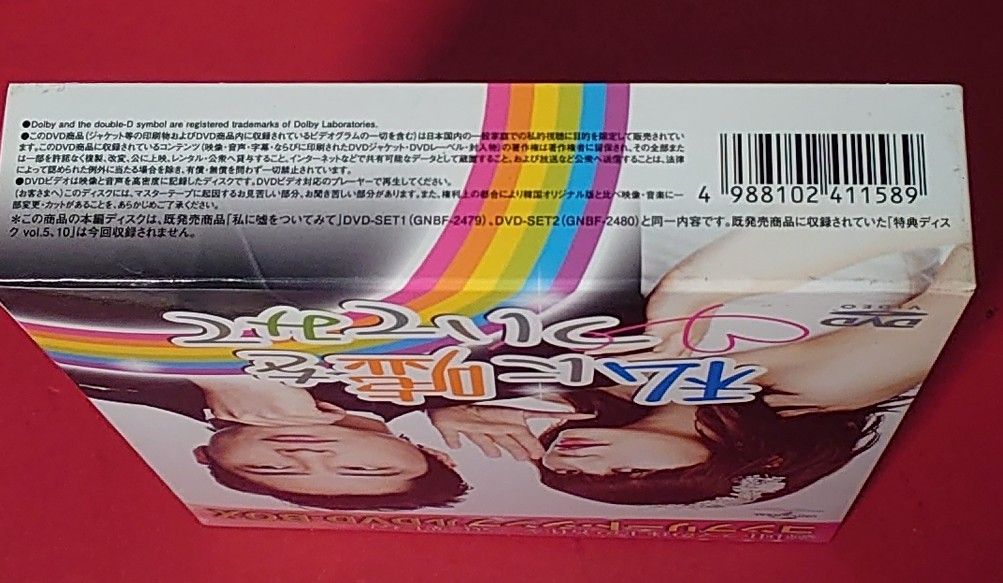 ●Dolby and the double-D symbol are registered trademarks of Dolby Laboratories.
●このDVD商品(ジャケット等の印刷物およびDVD商品内に収録されているビデオグラムの一切を含む)は日本国内の一般家庭での私的視聴に目的を限定して販売されてい
ます。このDVD商品に収録されているコンテンツ(映像・音声・字幕・ならびに印刷されたDVDジャケット・DVDレーベル・封入物)の著作権は著作権者に留保され、その全部また
は一部を許諾なく複製、改変、公に上映、レンタル・公衆へ貸与すること、インターネットなどで共有可能なデータとして蔵置すること、および放送など公衆へ送信することは、法律
によって認められた例外に当たる場合を除き、有償・無償を問わず一切禁止されています。
●DVDビデオは映像と音声を高密度に記録したディスクです。DVDビデオ対応のプレーヤーで再生してください。
〈お客さまへ〉このディスクには、マスターテープに起因するお見苦しい部分、お聞き苦しい部分があります。また、権利上の都合により韓国オリジナル版と比べ映像・音楽に一
部変更・カットがあることを、あらかじめご了承ください。
※この商品の本編ディスクは、既発売商品「私に嘘をついてみて」DVD-SET1(GNBF-2479)、DVD-SET2(GNBF-2480)と同一内容です。既発売商品に収録されていた「特典ディス
ク vol.5、10」は今回収録されません。
4 988102 411589
DVD
VIDEO
私に嘘を
ついてみて
コンプリート・シンプルDVD-BOX